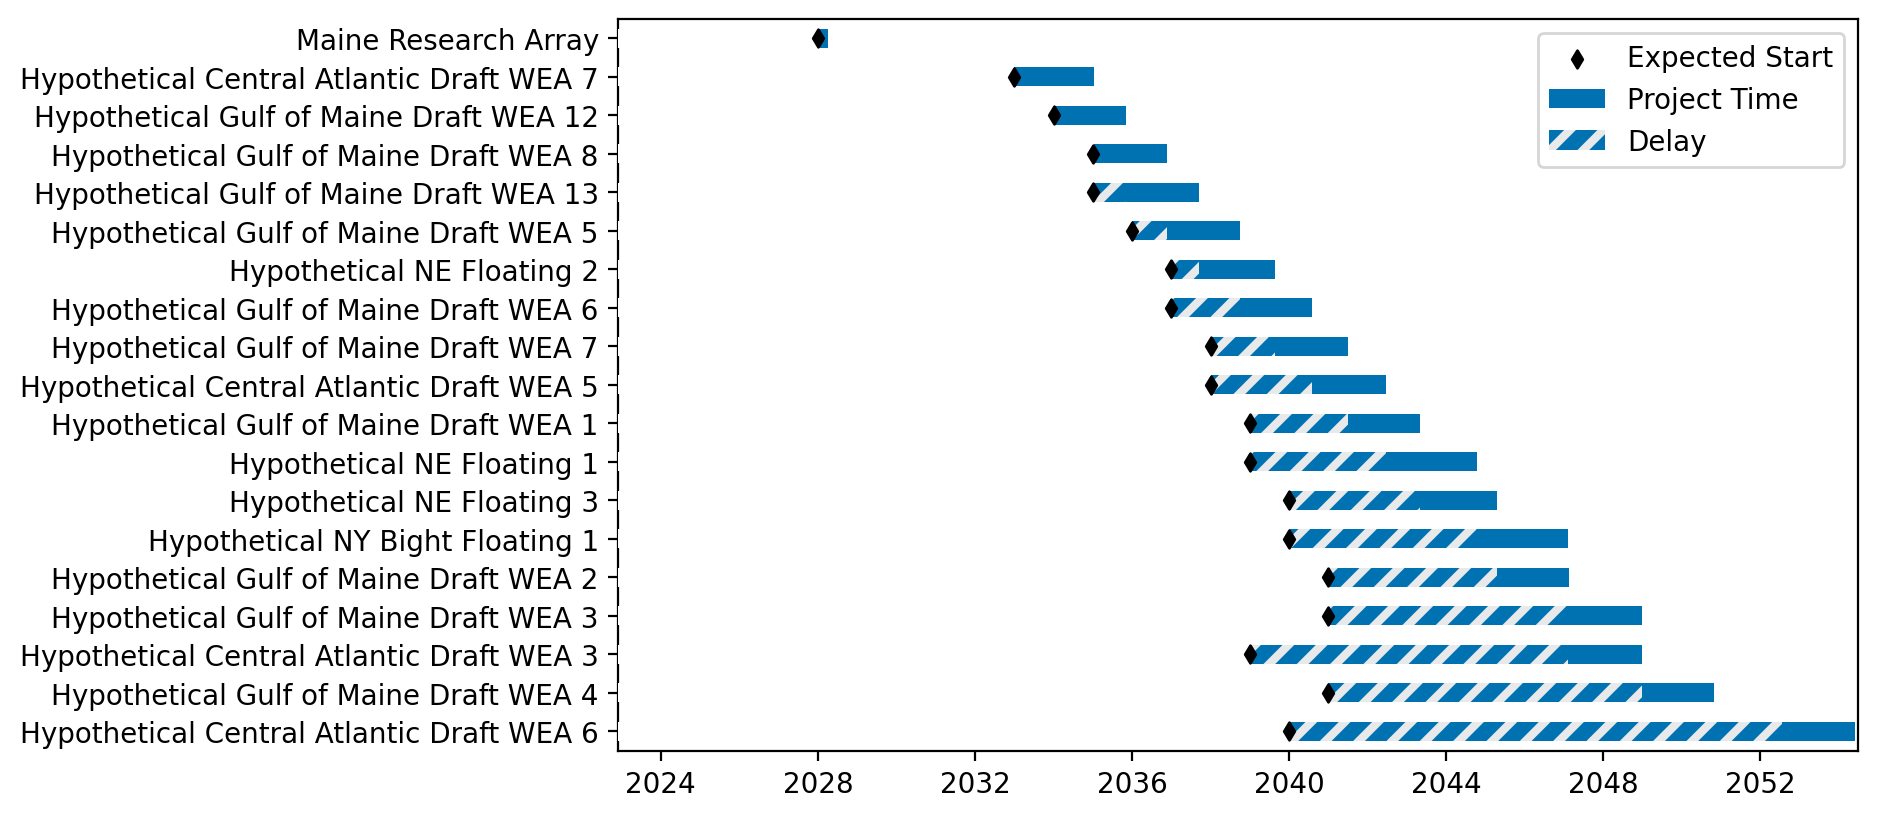 Maine Research Array
Hypothetical Central Atlantic Draft WEA 7
Hypothetical Gulf of Maine Draft WEA 12
Hypothetical Gulf of Maine Draft WEA 8
Hypothetical Gulf of Maine Draft WEA 13
Hypothetical Gulf of Maine Draft WEA 5
Hypothetical NE Floating 2
Hypothetical Gulf of Maine Draft WEA 6
Hypothetical Gulf of Maine Draft WEA 7
Hypothetical Central Atlantic Draft WEA 5
Hypothetical Gulf of Maine Draft WEA 1
Hypothetical NE Floating 1
Hypothetical NE Floating 3
Hypothetical NY Bight Floating 1
Hypothetical Gulf of Maine Draft WEA 2
Hypothetical Gulf of Maine Draft WEA 3
Hypothetical Central Atlantic Draft WEA 3
Hypothetical Gulf of Maine Draft WEA 4
Hypothetical Central Atlantic Draft WEA 6
Expected Start
Project Time
Delay
2024 2028 2032 2036 2040 2044 2048 2052